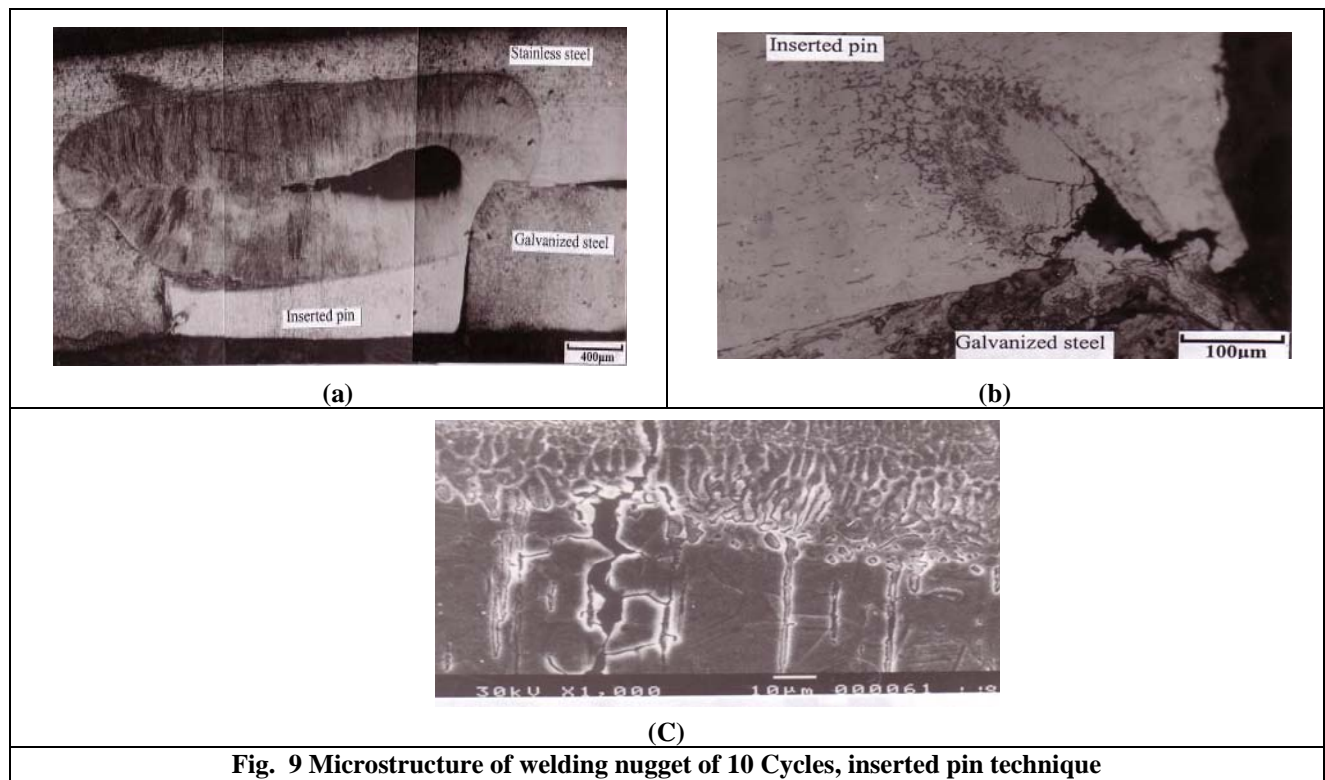 Stainless steel
Galvanized steel
Inserted pin
400µm
(a)
Inserted pin
Galvanized steel
100µm
(b)
30kV X1,000 10µm 000061
(C)
Fig. 9 Microstructure of welding nugget of 10 Cycles, inserted pin technique